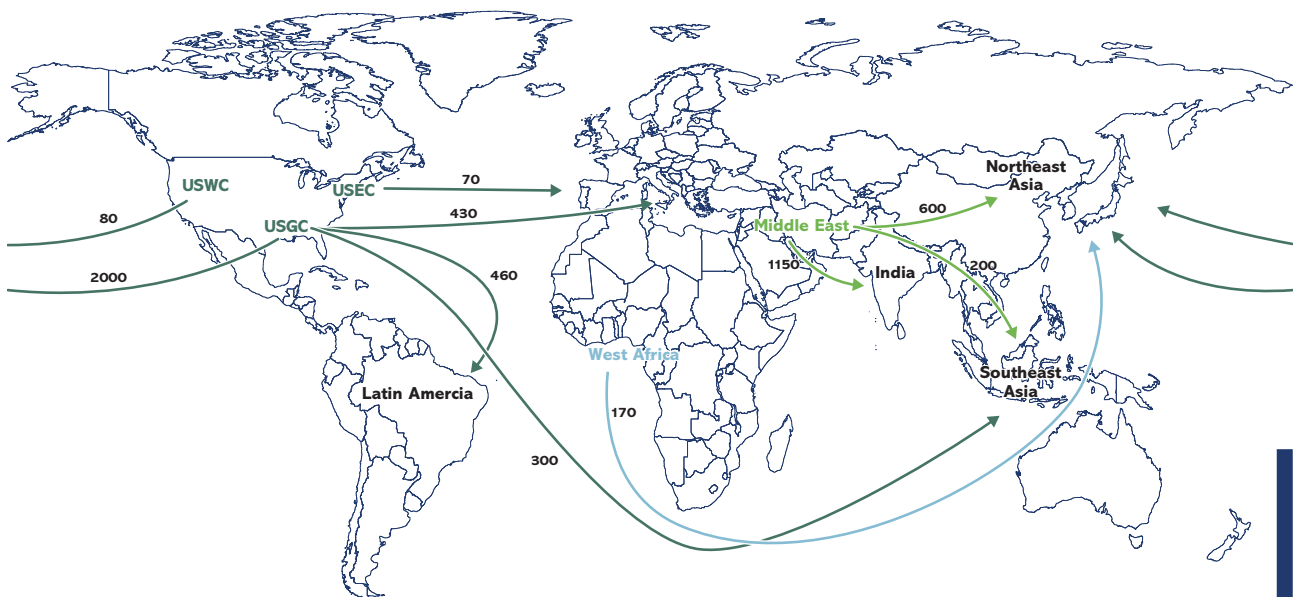 Northeast
Asia
USWC
USEC
70
80
430
USGC
Middle East
600
2000
460
1150
India
200
West Africa
Latin Amercia
Southeast
Asia
170
300